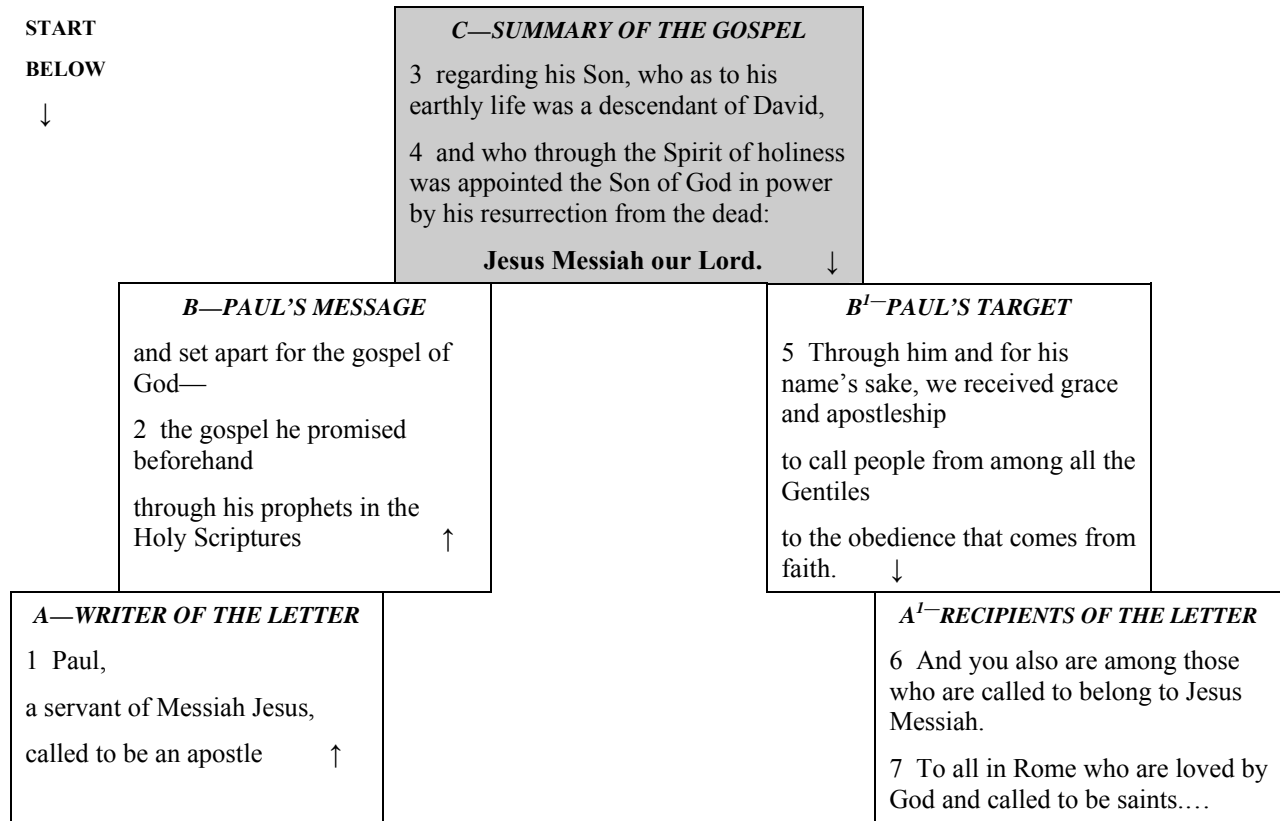 START
BELOW
↓
C—SUMMARY OF THE GOSPEL
3 regarding his Son, who as to his
earthly life was a descendant of David,
4 and who through the Spirit of holiness
was appointed the Son of God in power
by his resurrection from the dead:
Jesus Messiah our Lord. ↓
B—PAUL'S MESSAGE
and set apart for the gospel of
God—
2 the gospel he promised
beforehand
through his prophets in the
Holy Scriptures ↑
B1—PAUL'S TARGET
5 Through him and for his
name's sake, we received grace
and apostleship
to call people from among all the
Gentiles
to the obedience that comes from
faith. ↓
A—WRITER OF THE LETTER
1 Paul,
a servant of Messiah Jesus,
called to be an apostle ↑
A1—RECIPIENTS OF THE LETTER
6 And you also are among those
who are called to belong to Jesus
Messiah.
7 To all in Rome who are loved by
God and called to be saints.…